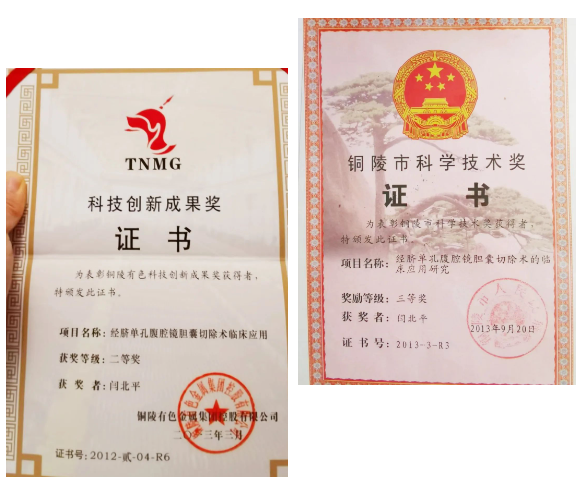 TNMG
科技创新成果奖
证书
为表彰铜陵有色科技创新成果奖获得者，
特颁发此证书。
项目名称：经脐单孔腹腔镜胆囊切除术临床应用
获奖等级：二等奖
获奖者：闫北平
铜陵有色金属集团控股有限公司
二〇一三年三月
证书号：2012-贰-04-R6
铜陵市科学技术奖
证书
为表彰铜陵市科学技术奖获得者，
特颁发此证书。
项目名称：经脐单孔腹腔镜胆囊切除术的临
床应用研究
奖励等级：三等奖
获奖者：闫北平
2013年9月20日
证书号：2013-3-R3